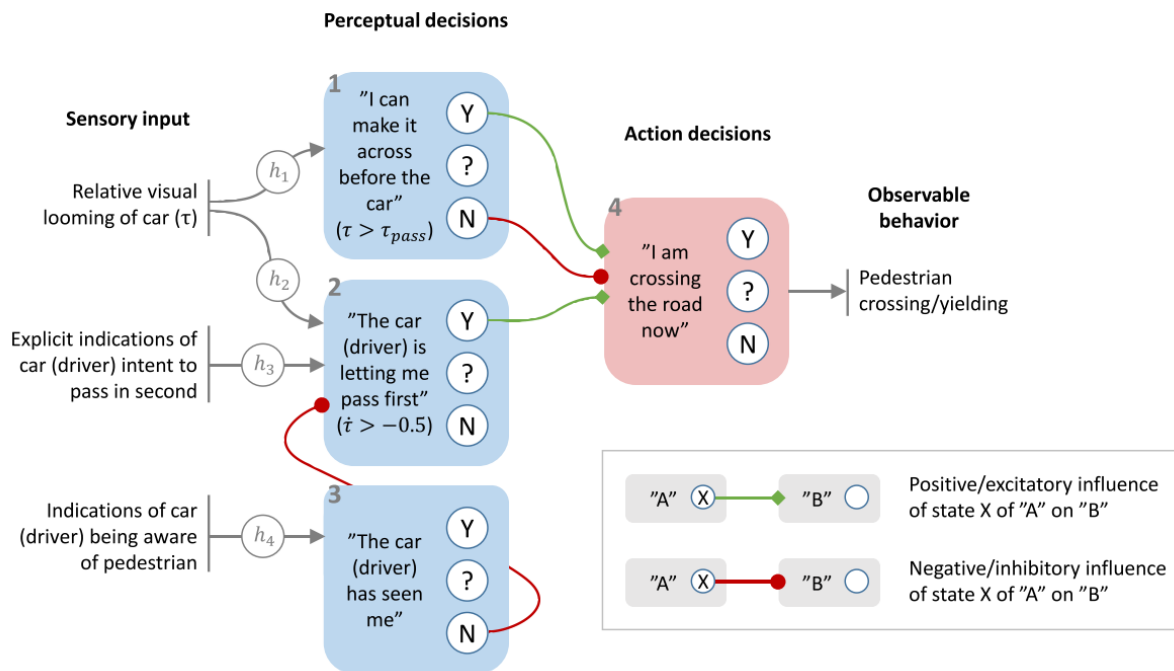 Perceptual decisions
Sensory input
Action decisions
Observable
behavior
Relative visual
looming of car (τ)
h₁
h₂
1
”I can
make it
across
before the
car”
(τ > τ_pass)
Y
?
N
Explicit indications of
car (driver) intent to
pass in second
h₃
2
”The car
(driver) is
letting me
pass first”
(τ̇ > −0.5)
Y
?
N
Indications of car
(driver) being aware
of pedestrian
h₄
3
”The car
(driver)
has seen
me”
Y
?
N
4
”I am
crossing
the road
now”
Y
?
N
Pedestrian
crossing/yielding
”A” X ”B”
Positive/excitatory influence
of state X of ”A” on ”B”
”A” X ”B”
Negative/inhibitory influence
of state X of ”A” on ”B”